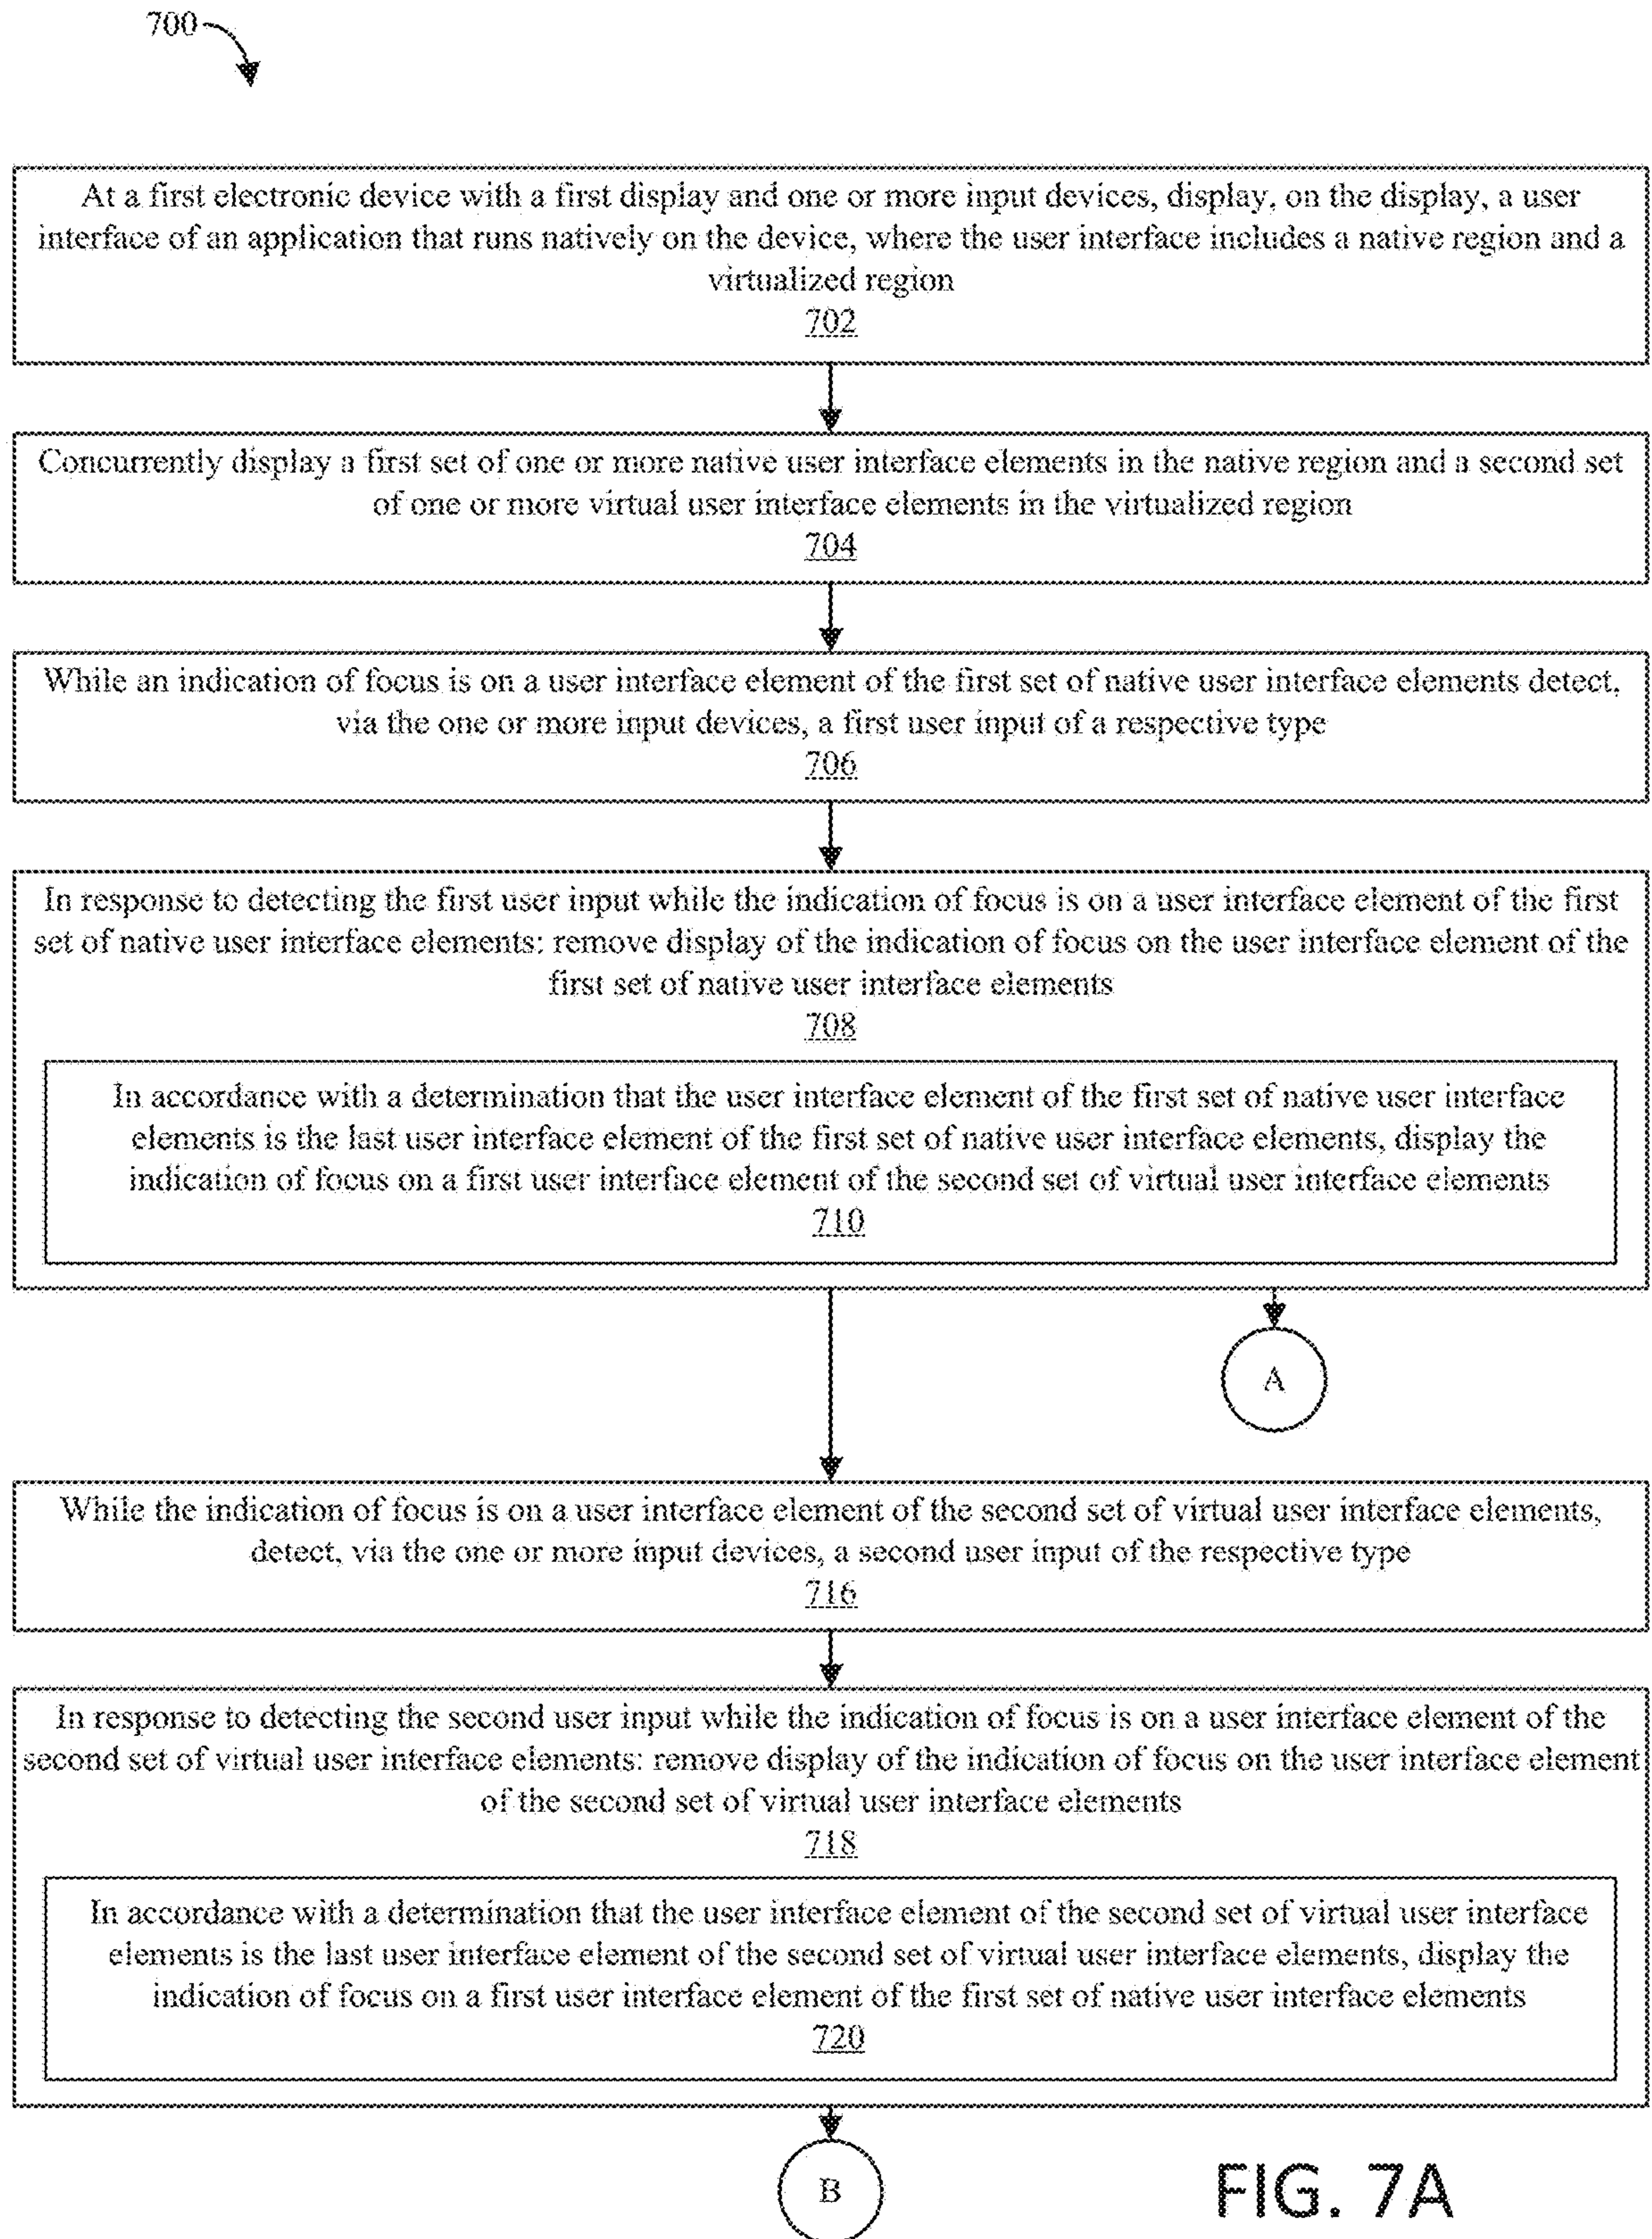 700
At a first electronic device with a first display and one or more input devices, display, on the display, a user
interface of an application that runs natively on the device, where the user interface includes a native region and a
virtualized region
702
Concurrently display a first set of one or more native user interface elements in the native region and a second set
of one or more virtual user interface elements in the virtualized region
704
While an indication of focus is on a user interface element of the first set of native user interface elements detect,
via the one or more input devices, a first user input of a respective type
706
In response to detecting the first user input while the indication of focus is on a user interface element of the first
set of native user interface elements: remove display of the indication of focus on the user interface element of the
first set of native user interface elements
708
In accordance with a determination that the user interface element of the first set of native user interface
elements is the last user interface element of the first set of native user interface elements, display the
indication of focus on a first user interface element of the second set of virtual user interface elements
710
A
While the indication of focus is on a user interface element of the second set of virtual user interface elements,
detect, via the one or more input devices, a second user input of the respective type
716
In response to detecting the second user input while the indication of focus is on a user interface element of the
second set of virtual user interface elements: remove display of the indication of focus on the user interface element
of the second set of virtual user interface elements
718
In accordance with a determination that the user interface element of the second set of virtual user interface
elements is the last user interface element of the second set of virtual user interface elements, display the
indication of focus on a first user interface element of the first set of native user interface elements
720
B
FIG. 7A